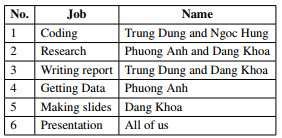 No. Job Name
1 Coding Trung Dung and Ngoc Hung
2 Research Phuong Anh and Dang Khoa
3 Writing report Trung Dung and Dang Khoa
4 Getting Data Phuong Anh
5 Making slides Dang Khoa
6 Presentation All of us